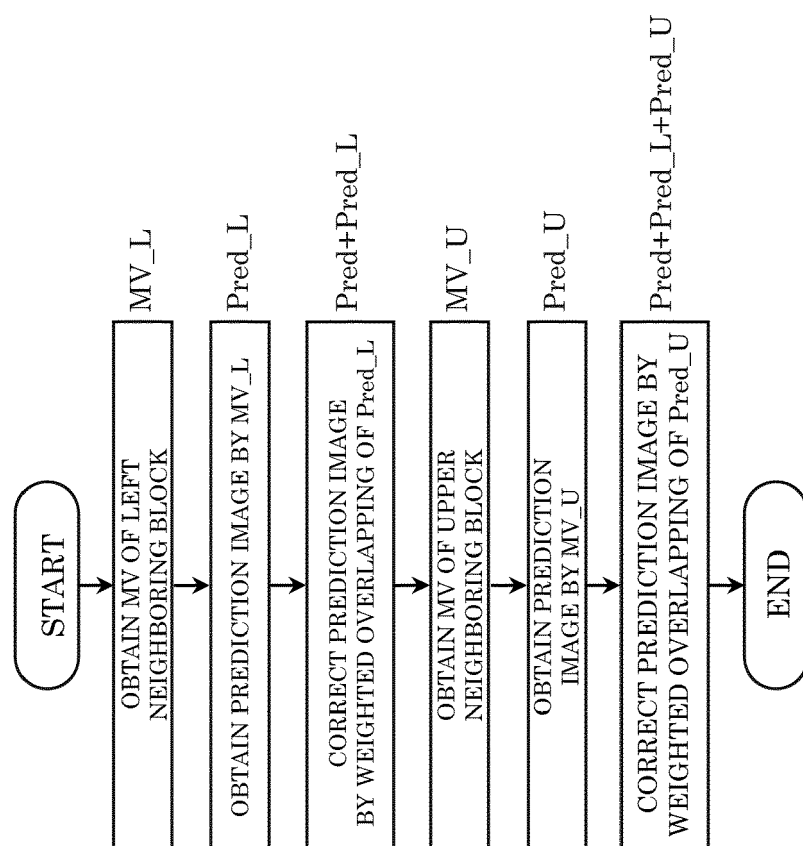 START
OBTAIN MV OF LEFT
NEIGHBORING BLOCK
MV_L
OBTAIN PREDICTION IMAGE BY MV_L
Pred_L
CORRECT PREDICTION IMAGE
BY WEIGHTED OVERLAPPING OF Pred_L
Pred+Pred_L
OBTAIN MV OF UPPER
NEIGHBORING BLOCK
MV_U
OBTAIN PREDICTION
IMAGE BY MV_U
Pred_U
CORRECT PREDICTION IMAGE BY
WEIGHTED OVERLAPPING OF Pred_U
Pred+Pred_L+Pred_U
END